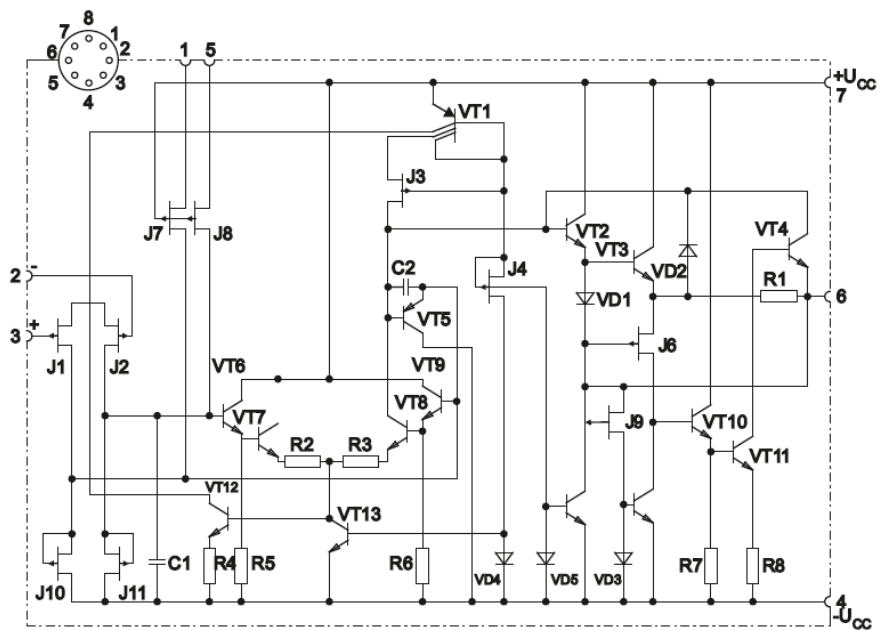 8
7 1
6 2 1 5
5 3
4
+U_CC
7
VT1
J3
J7 J8
VT2 VT4
VT3
J4 VD2
2 -
C2
R1
VD1 6
3 +
VT5
J1 J2 J6
VT6 VT9
VT7 VT8 VT10
J9
R2 R3
VT11
VT12
VT13
J10 J11 C1 R4 R5 R6 VD4 VD5 VD3 R7 R8
4
-U_CC